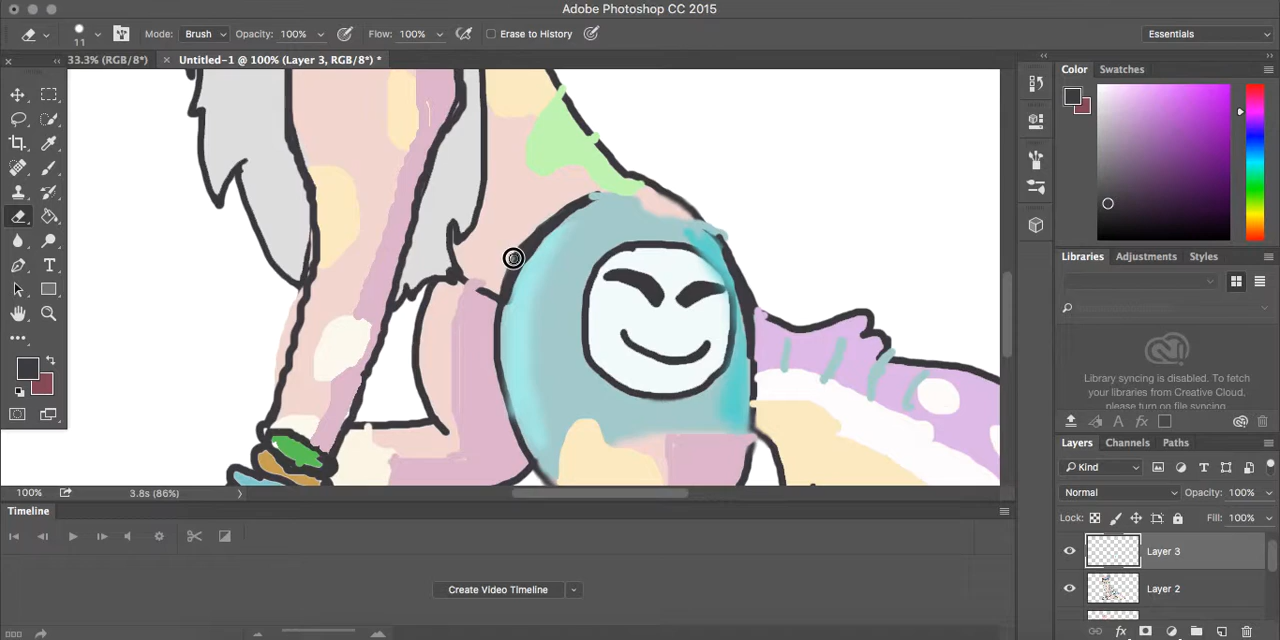 Adobe Photoshop CC 2015
11
Mode: Brush Opacity: 100% Flow: 100% Erase to History Essentials
33.3% (RGB/8*) Untitled-1 @ 100% (Layer 3, RGB/8*) *
Color Swatches
Libraries Adjustments Styles
Library syncing is disabled. To fetch
your libraries from Creative Cloud,
please turn on file syncing
Layers Channels Paths
Kind
Normal Opacity: 100%
Lock: Fill: 100%
Layer 3
Layer 2
fx
100% 3.8s (86%)
Timeline
Create Video Timeline